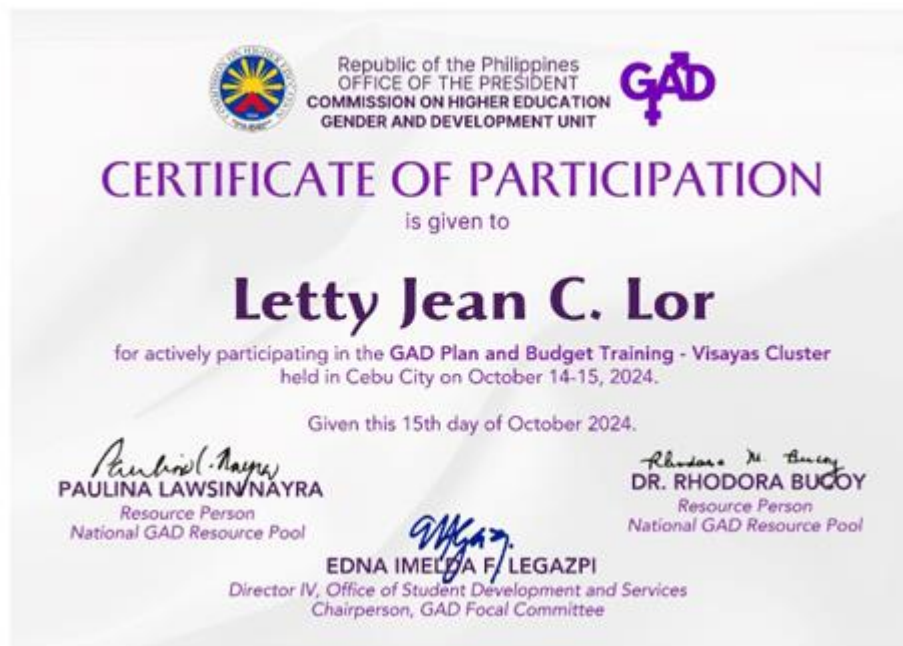 Republic of the Philippines
OFFICE OF THE PRESIDENT
COMMISSION ON HIGHER EDUCATION
GENDER AND DEVELOPMENT UNIT
GAD
CERTIFICATE OF PARTICIPATION
is given to
Letty Jean C. Lor
for actively participating in the GAD Plan and Budget Training - Visayas Cluster
held in Cebu City on October 14-15, 2024.
Given this 15th day of October 2024.
PAULINA LAWSIN NAYRA
Resource Person
National GAD Resource Pool
DR. RHODORA BUCOY
Resource Person
National GAD Resource Pool
EDNA IMELDA F. LEGAZPI
Director IV, Office of Student Development and Services
Chairperson, GAD Focal Committee